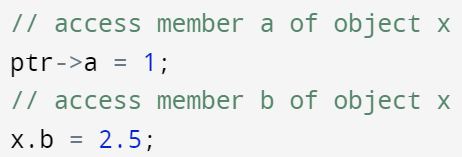 // access member a of object x
ptr->a = 1;
// access member b of object x
x.b = 2.5;